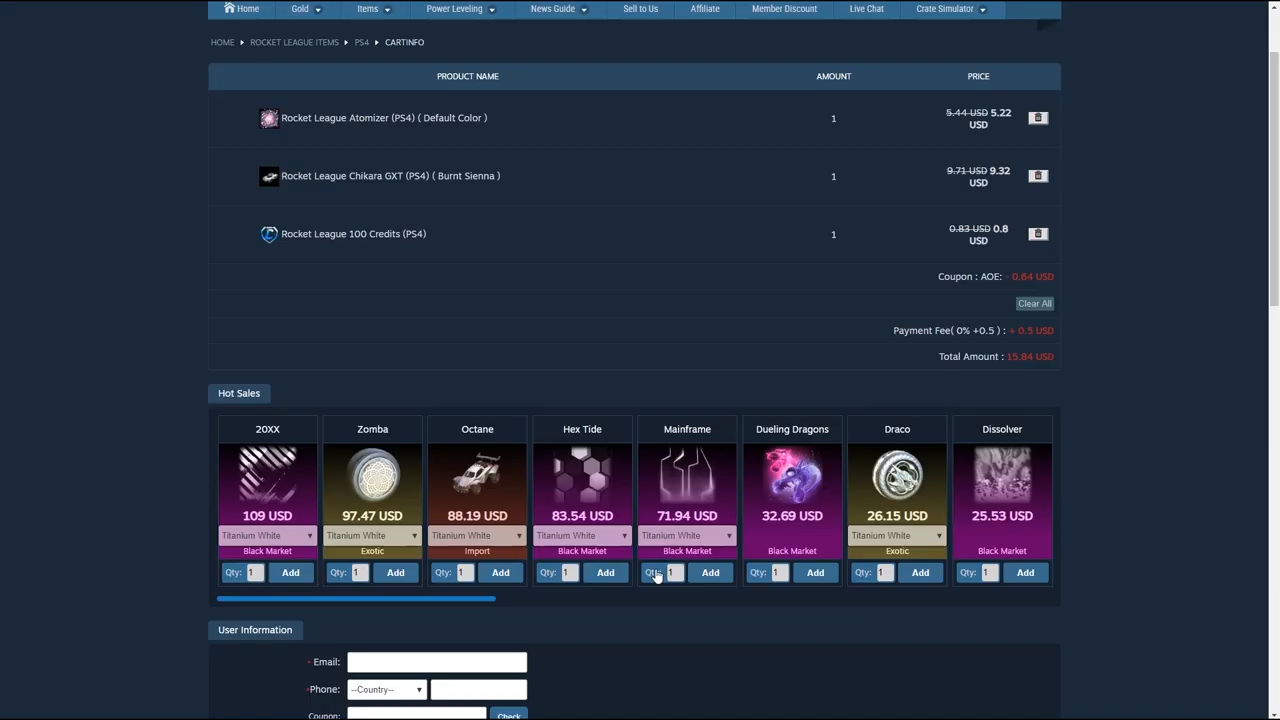 Home Gold Items Power Leveling News Guide Sell to Us Affiliate Member Discount Live Chat Crate Simulator
HOME ROCKET LEAGUE ITEMS PS4 CARTINFO
PRODUCT NAME AMOUNT PRICE
Rocket League Atomizer (PS4) ( Default Color ) 1 5.44 USD 5.22
USD
Rocket League Chikara GXT (PS4) ( Burnt Sienna ) 1 9.71 USD 9.32
USD
Rocket League 100 Credits (PS4) 1 0.83 USD 0.8
USD
Coupon : AOE: - 0.64 USD
Clear All
Payment Fee( 0% +0.5 ) : + 0.5 USD
Total Amount : 15.84 USD
Hot Sales
20XX Zomba Octane Hex Tide Mainframe Dueling Dragons Draco Dissolver
109 USD 97.47 USD 88.19 USD 83.54 USD 71.94 USD 32.69 USD 26.15 USD 25.53 USD
Titanium White Titanium White Titanium White Titanium White Titanium White Titanium White
Black Market Exotic Import Black Market Black Market Black Market Exotic Black Market
Qty: 1 Add Qty: 1 Add Qty: 1 Add Qty: 1 Add Qty: 1 Add Qty: 1 Add Qty: 1 Add Qty: 1 Add
User Information
* Email:
*Phone: --Country--
Coupon: Check